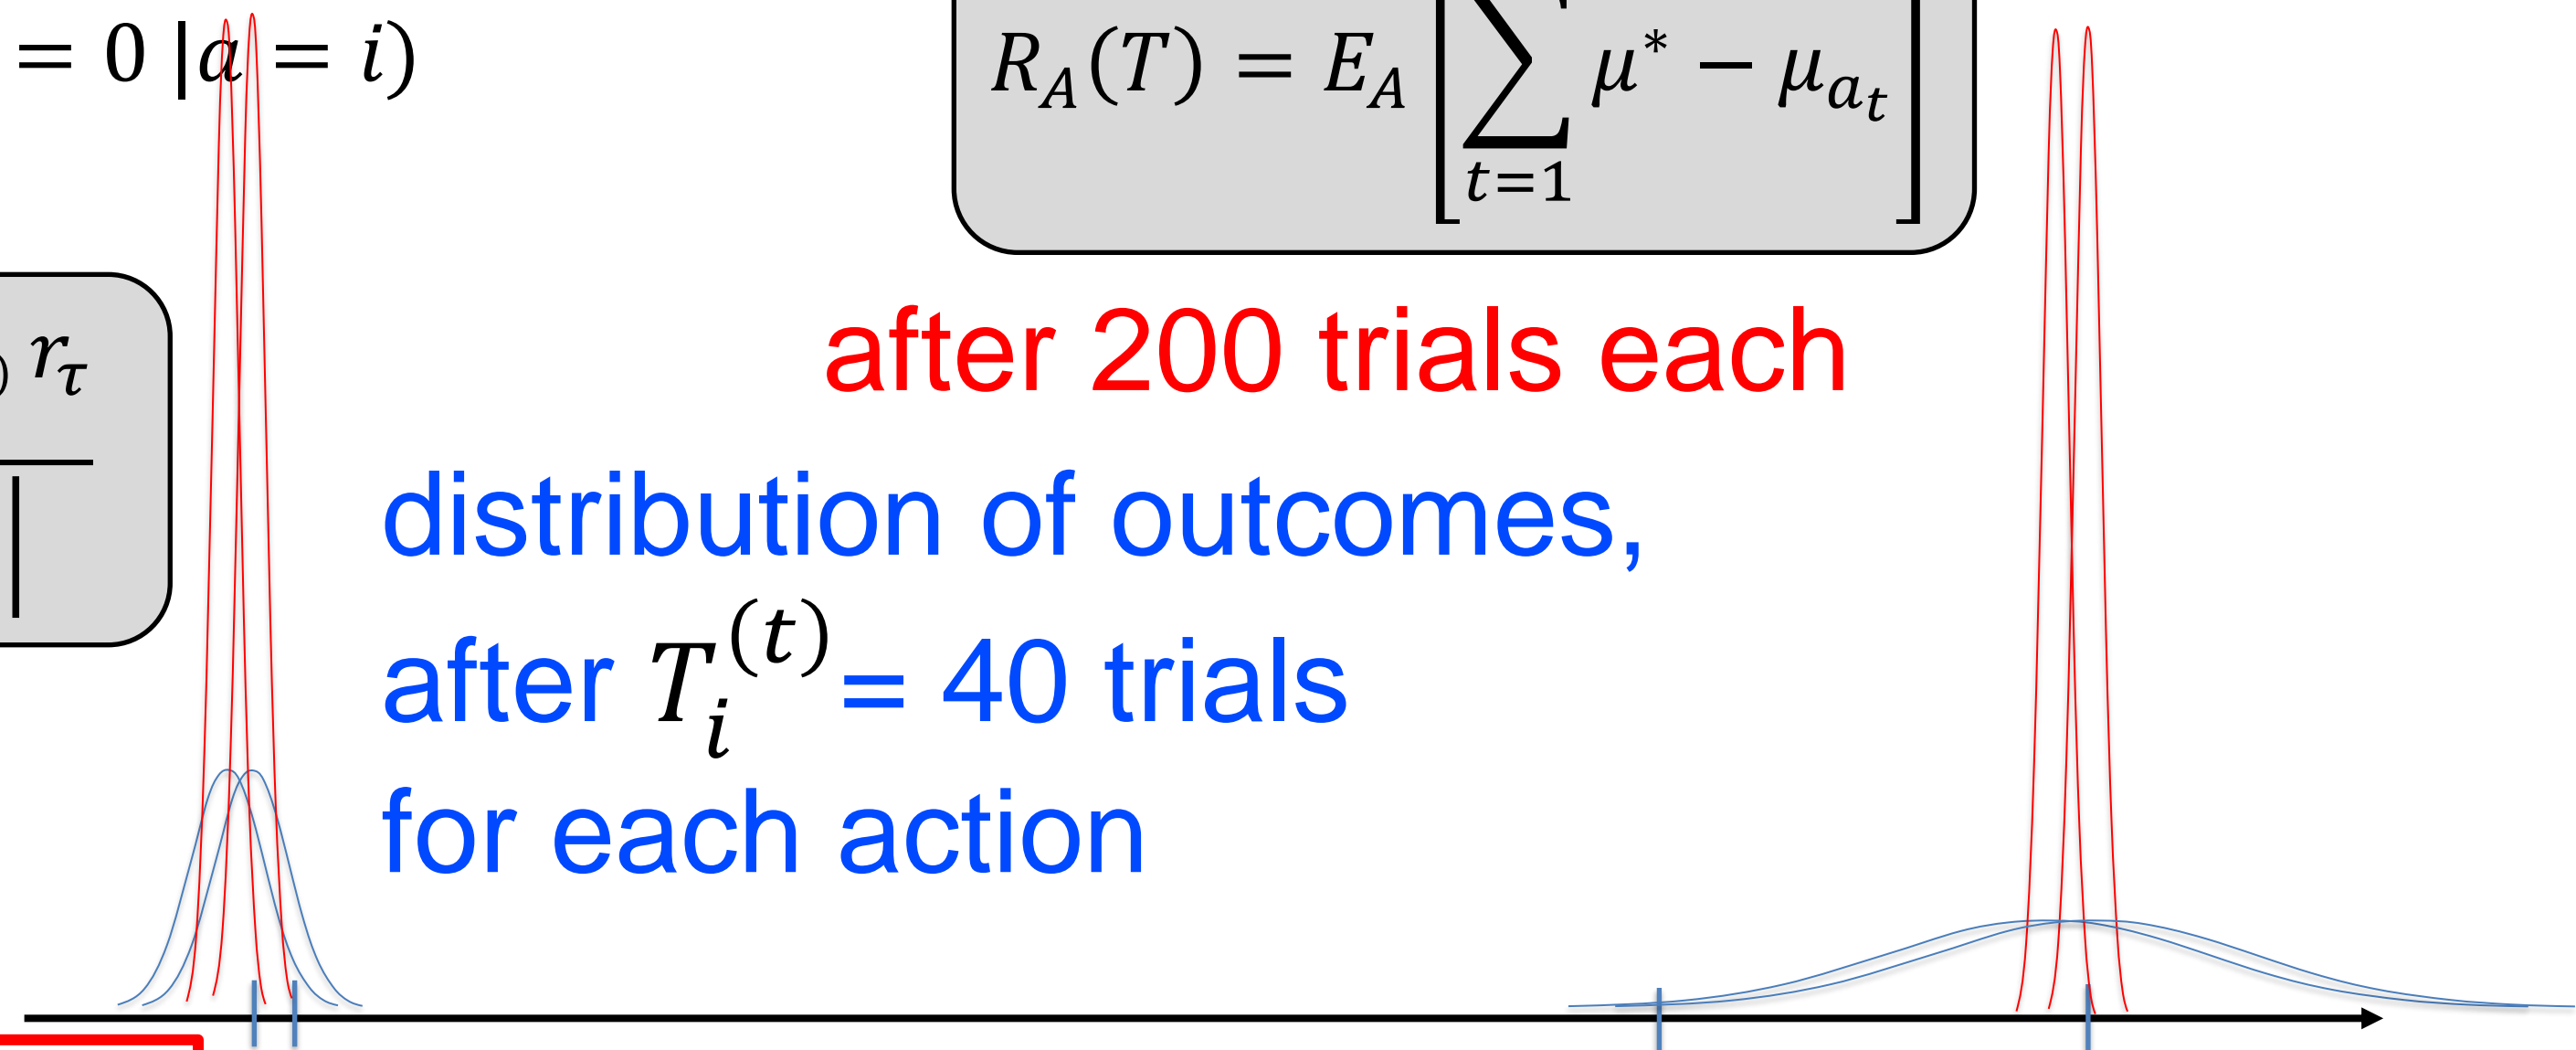 = 0 |a = i)
R_A(T) = E_A [∑_{t=1} μ* − μ_{a_t}]
) r_τ
|
after 200 trials each
distribution of outcomes,
after T_i^{(t)} = 40 trials
for each action